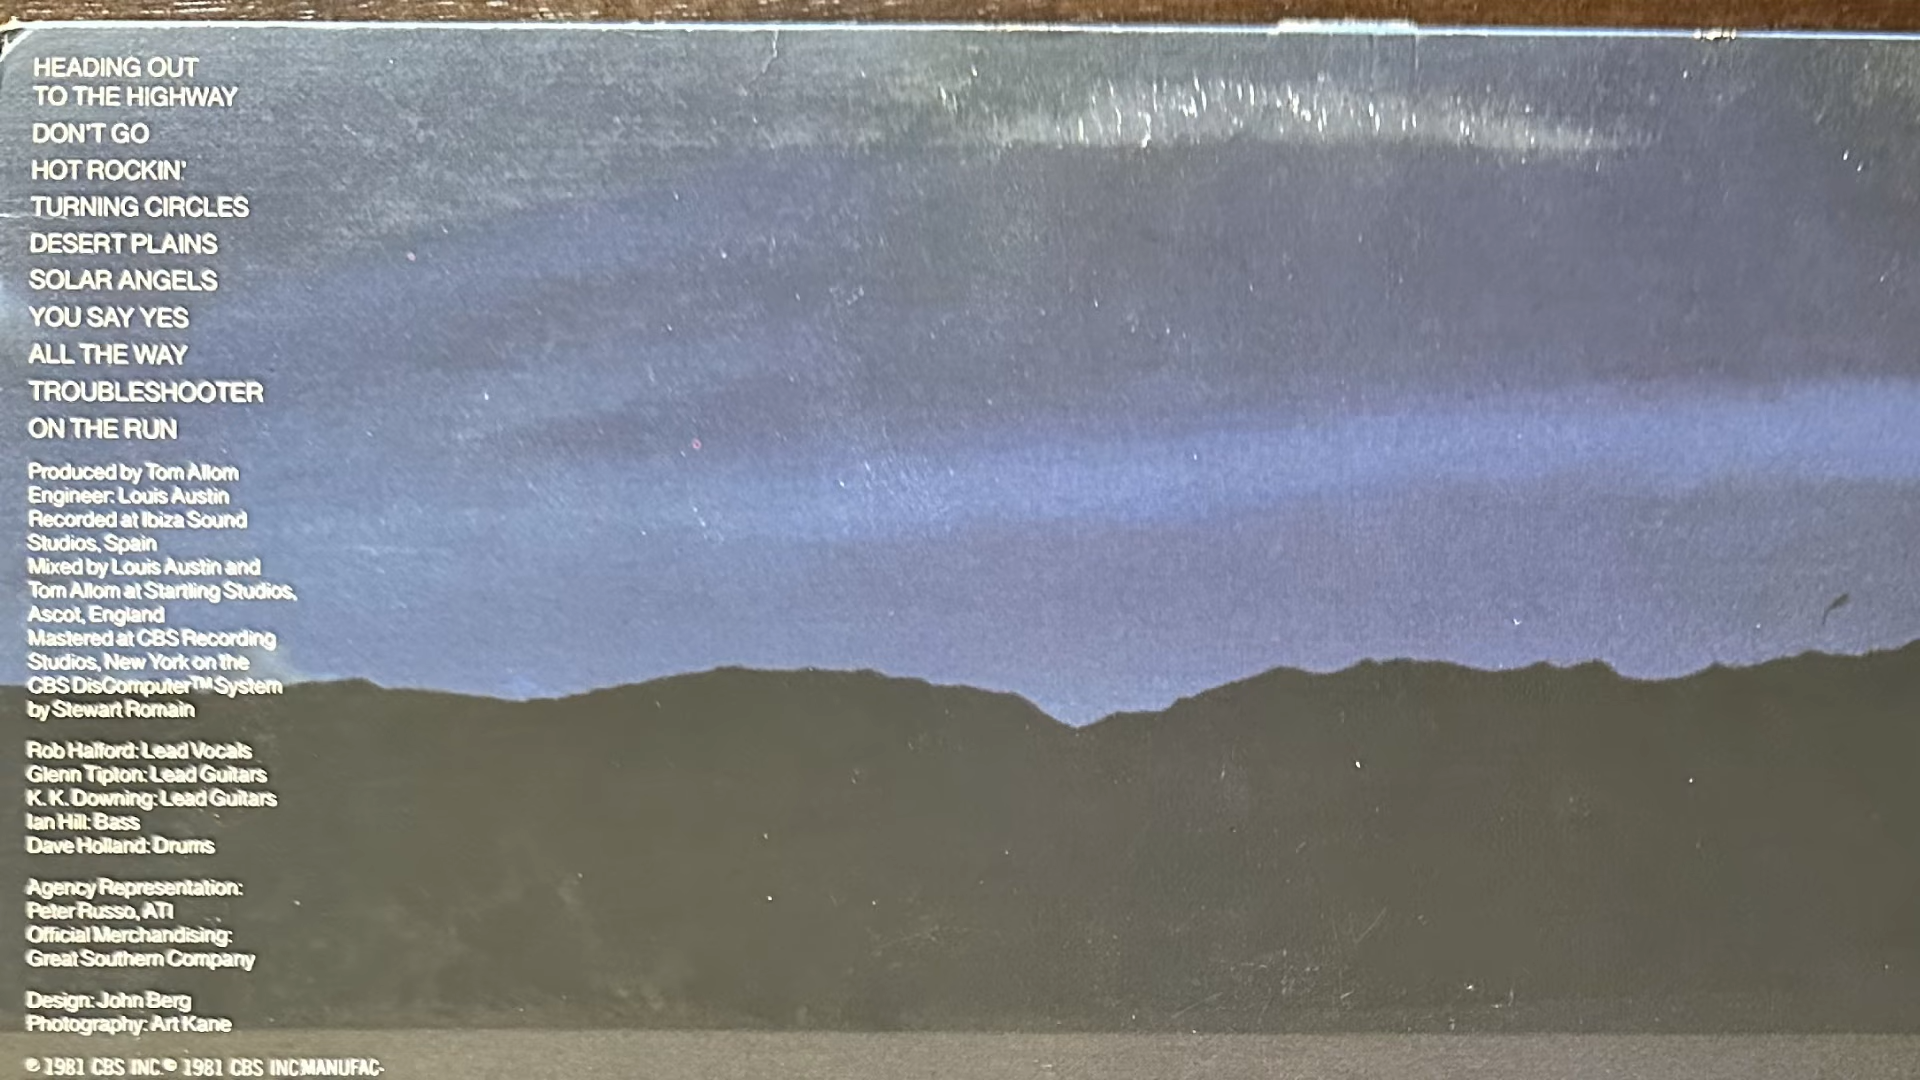 HEADING OUT
TO THE HIGHWAY
DON'T GO
HOT ROCKIN'
TURNING CIRCLES
DESERT PLAINS
SOLAR ANGELS
YOU SAY YES
ALL THE WAY
TROUBLESHOOTER
ON THE RUN
Produced by Tom Allom
Engineer: Louis Austin
Recorded at Ibiza Sound
Studios, Spain
Mixed by Louis Austin and
Tom Allom at Startling Studios,
Ascot, England
Mastered at CBS Recording
Studios, New York on the
CBS DisComputer™ System
by Stewart Romain
Rob Halford: Lead Vocals
Glenn Tipton: Lead Guitars
K. K. Downing: Lead Guitars
Ian Hill: Bass
Dave Holland: Drums
Agency Representation:
Peter Russo, ATI
Official Merchandising:
Great Southern Company
Design: John Berg
Photography: Art Kane
℗ 1981 CBS INC.© 1981 CBS INC.MANUFAC-